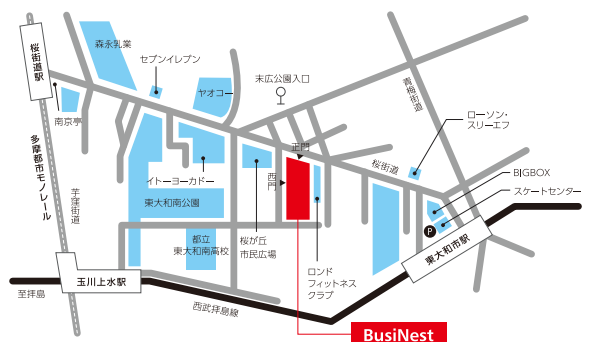 森永乳業
セブンイレブン
桜街道駅
ヤオコー
末広公園入口
青梅街道
南京亭
ローソン・
スリーエフ
正門
桜街道
多摩都市モノレール
芋窪街道
イトーヨーカドー
西門
BIGBOX
スケートセンター
東大和南公園
P
都立
東大和南高校
桜が丘
市民広場
東大和市駅
ロンド
フィットネス
クラブ
玉川上水駅
至拝島
西武拝島線
BusiNest